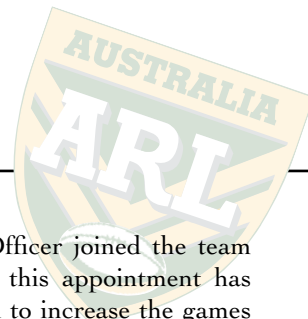 AUSTRALIA
ARL
Officer joined the team
this appointment has
to increase the games